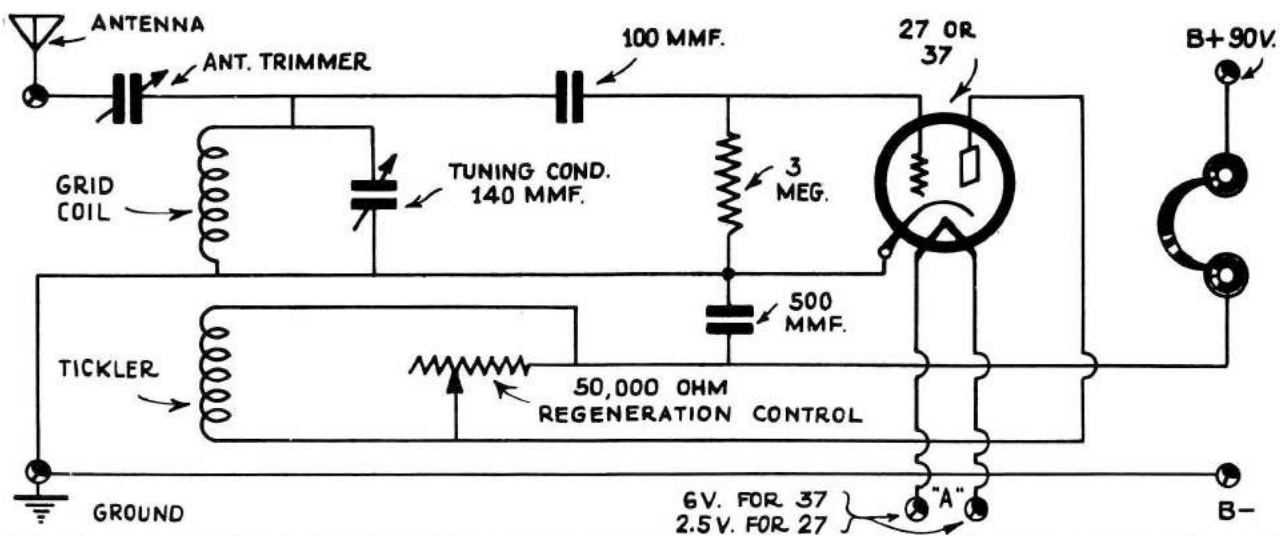 ANTENNA
ANT. TRIMMER
100 MMF.
27 OR
37
B+90V.
GRID
COIL
TUNING COND.
140 MMF.
3
MEG.
500
MMF.
TICKLER
50,000 OHM
REGENERATION CONTROL
GROUND
6V. FOR 37
2.5V. FOR 27
"A"
B-